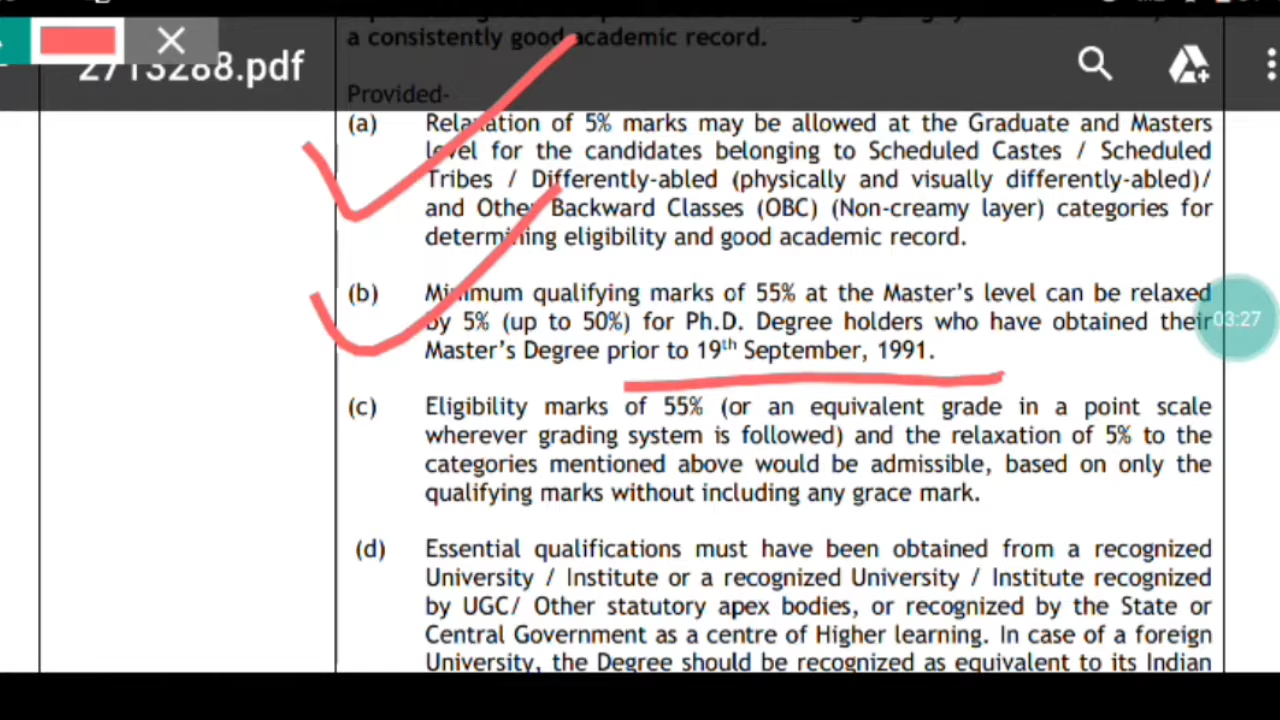 a consistently good academic record.
2713288.pdf
Provided-
(a) Relaxation of 5% marks may be allowed at the Graduate and Masters
level for the candidates belonging to Scheduled Castes / Scheduled
Tribes / Differently-abled (physically and visually differently-abled)/
and Other Backward Classes (OBC) (Non-creamy layer) categories for
determining eligibility and good academic record.
(b) Minimum qualifying marks of 55% at the Master's level can be relaxed
by 5% (up to 50%) for Ph.D. Degree holders who have obtained their
03:27
Master's Degree prior to 19th September, 1991.
(c) Eligibility marks of 55% (or an equivalent grade in a point scale
wherever grading system is followed) and the relaxation of 5% to the
categories mentioned above would be admissible, based on only the
qualifying marks without including any grace mark.
(d) Essential qualifications must have been obtained from a recognized
University / Institute or a recognized University / Institute recognized
by UGC/ Other statutory apex bodies, or recognized by the State or
Central Government as a centre of Higher learning. In case of a foreign
University, the Degree should be recognized as equivalent to its Indian